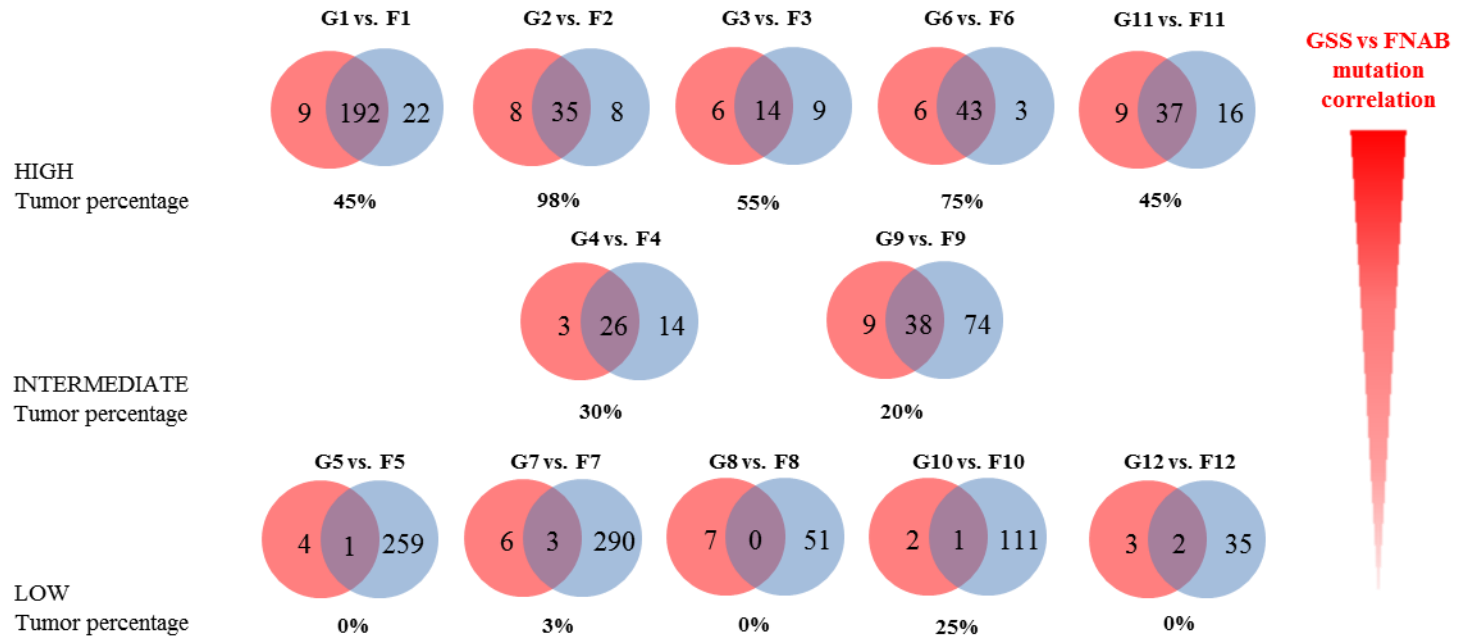 G1 vs. F1 G2 vs. F2 G3 vs. F3 G6 vs. F6 G11 vs. F11
GSS vs FNAB
mutation
correlation
9 192 22 8 35 8 6 14 9 6 43 3 9 37 16
HIGH
Tumor percentage 45% 98% 55% 75% 45%
G4 vs. F4 G9 vs. F9
3 26 14 9 38 74
INTERMEDIATE
Tumor percentage 30% 20%
G5 vs. F5 G7 vs. F7 G8 vs. F8 G10 vs. F10 G12 vs. F12
4 1 259 6 3 290 7 0 51 2 1 111 3 2 35
LOW
Tumor percentage 0% 3% 0% 25% 0%